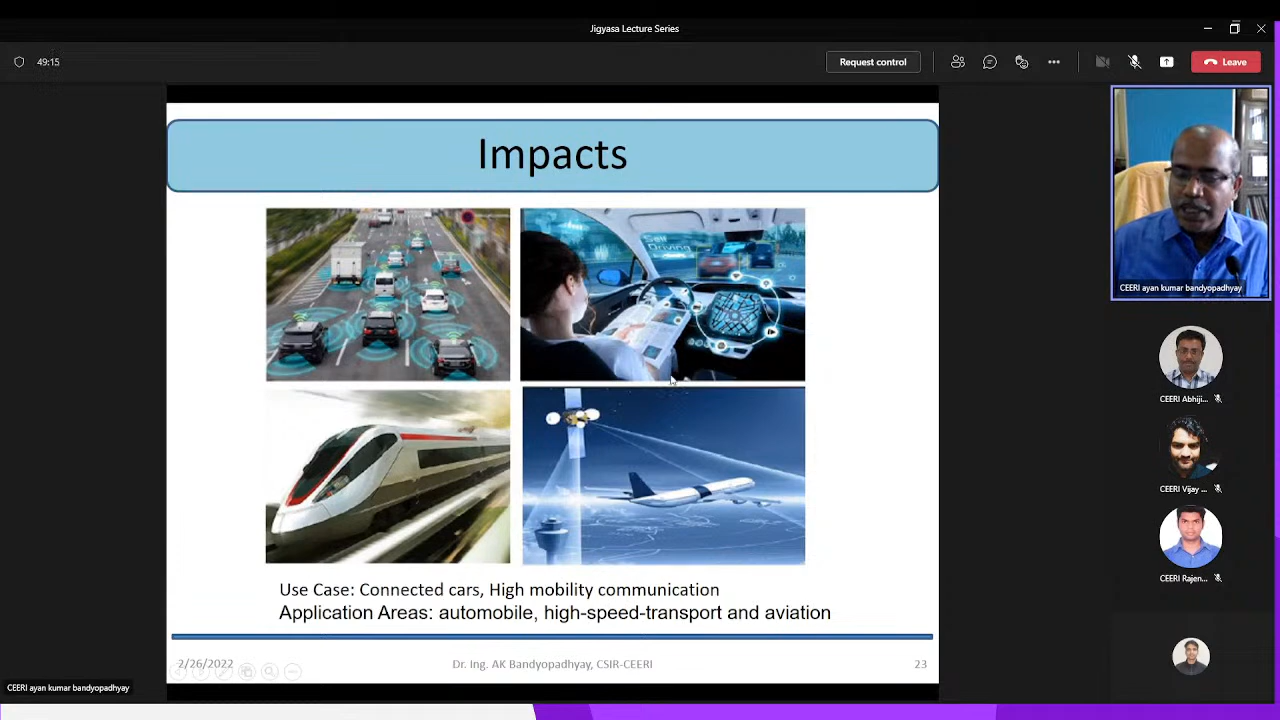 Jigyasa Lecture Series
49:15
Request control
Leave
Impacts
Self
Driving
CEERI ayan kumar bandyopadhyay
CEERI Abhiji...
CEERI Vijay ...
CEERI Rajen...
Use Case: Connected cars, High mobility communication
Application Areas: automobile, high-speed-transport and aviation
2/26/2022
Dr. Ing. AK Bandyopadhyay, CSIR-CEERI
23
CEERI ayan kumar bandyopadhyay